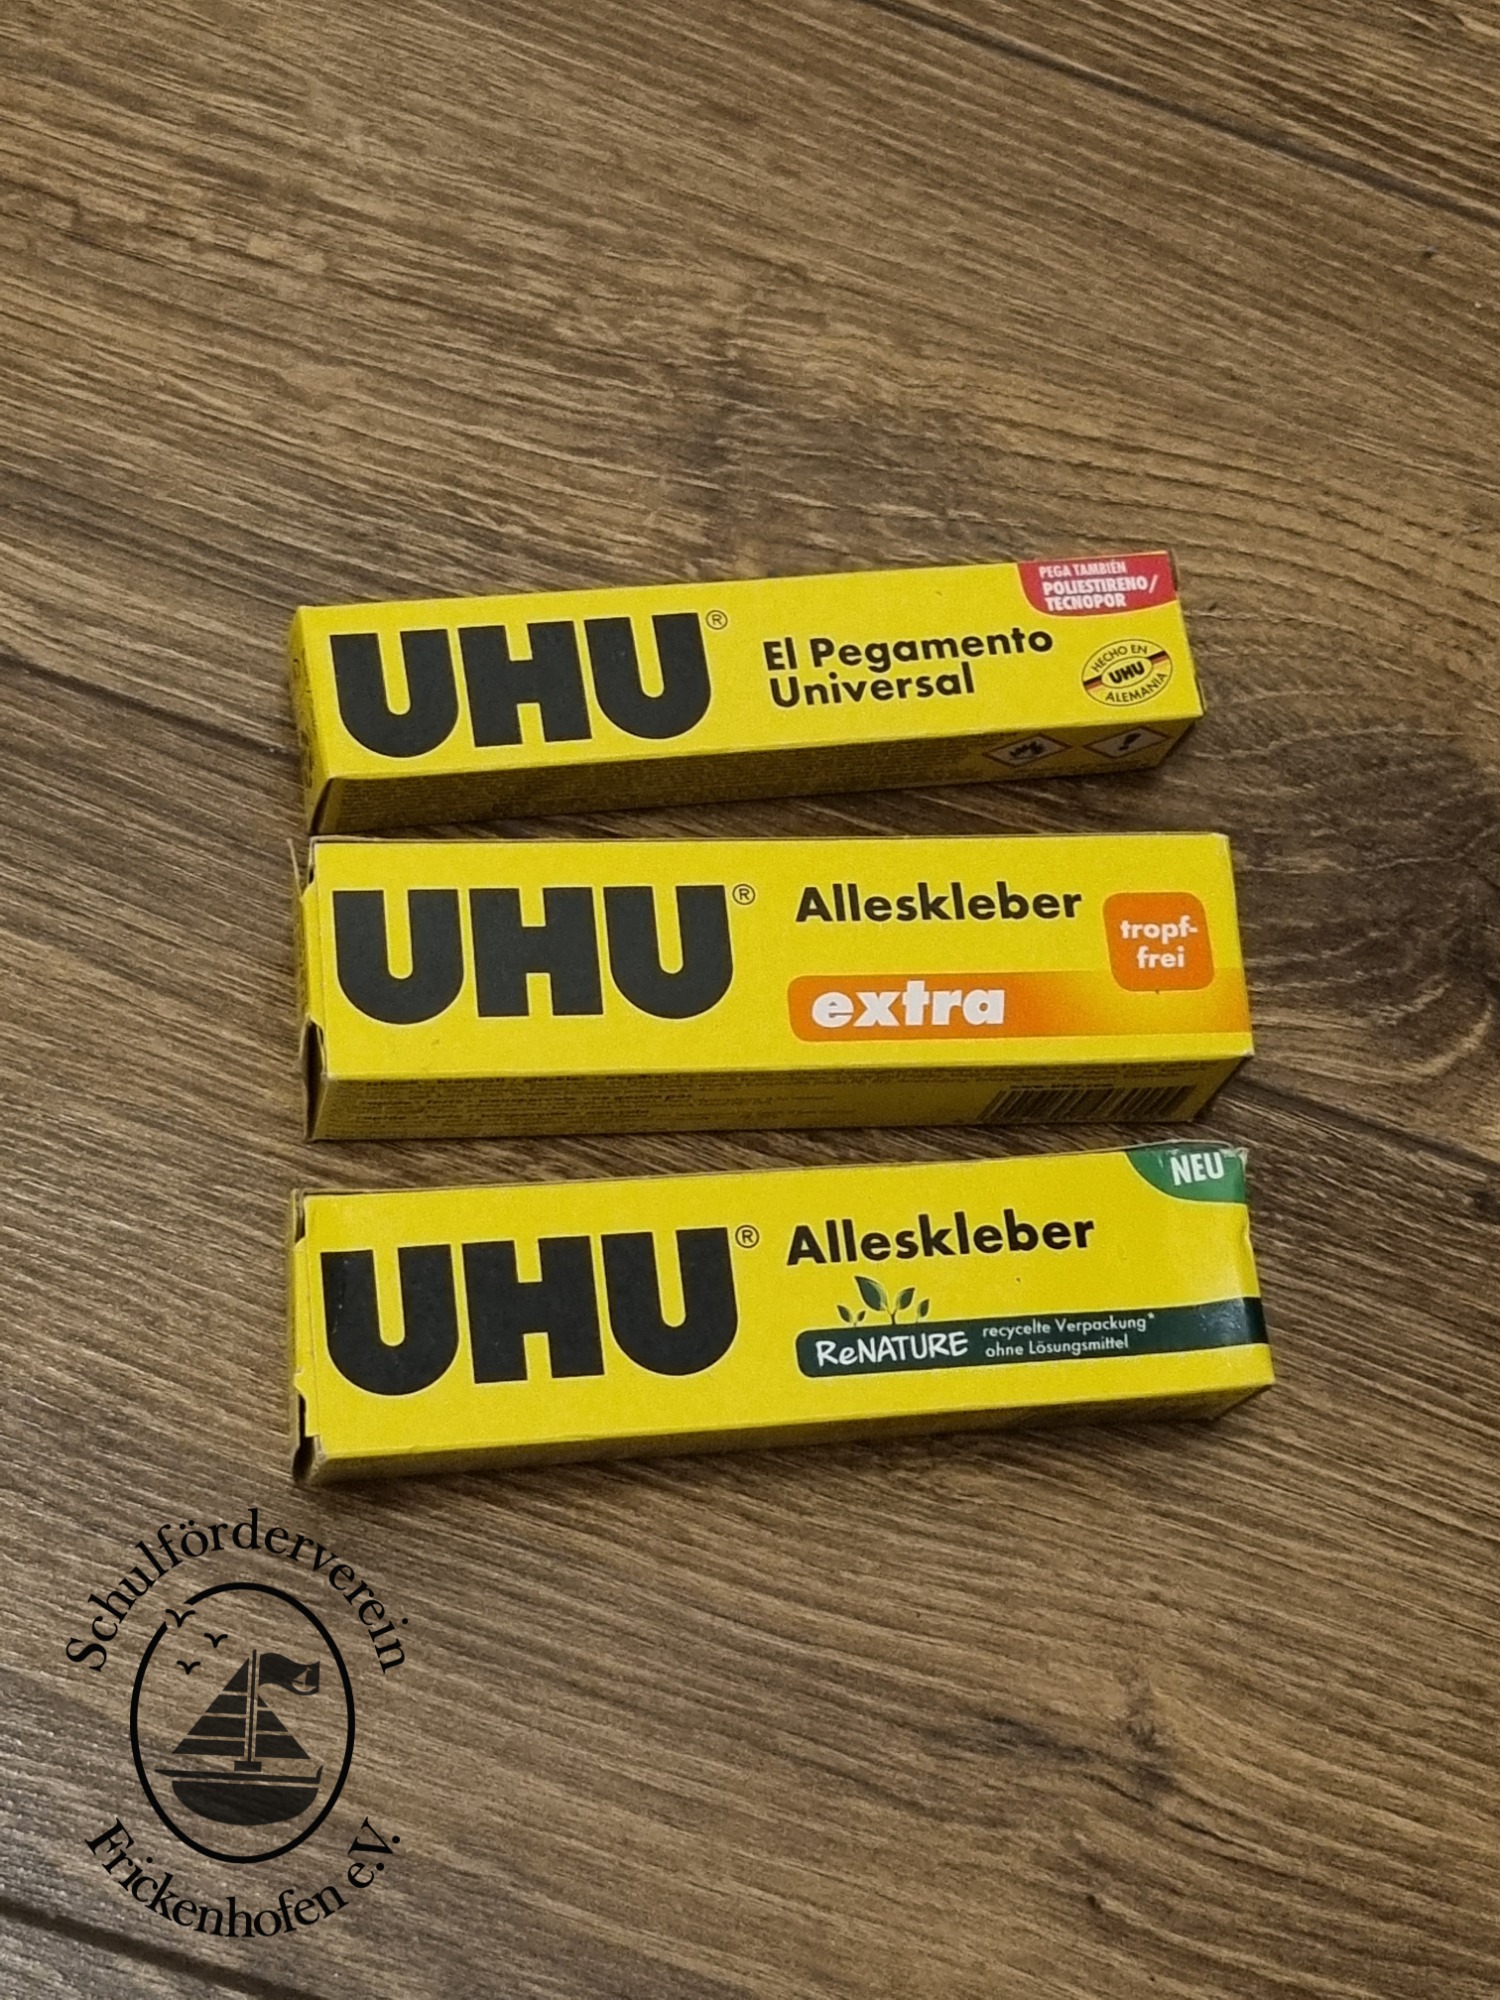 UHU®
El Pegamento
Universal
PEGA TAMBIÉN
POLIESTIRENO/
TECNOPOR
HECHO EN
UHU
ALEMANIA
UHU®
Alleskleber
extra
tropf-
frei
UHU®
Alleskleber
NEU
ReNATURE
recycelte Verpackung*
ohne Lösungsmittel
Schulförderverein
Frickenhofen e.V.